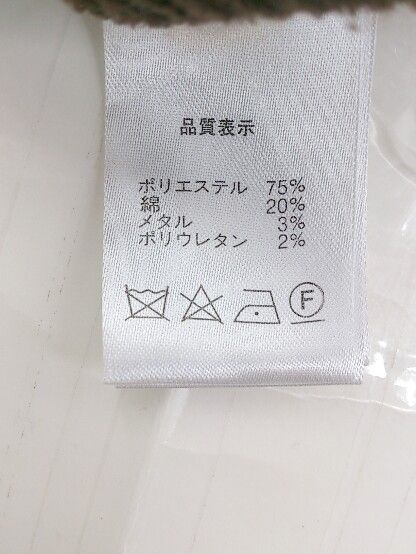 品質表示
ポリエステル 75%
綿 20%
メタル 3%
ポリウレタン 2%
F